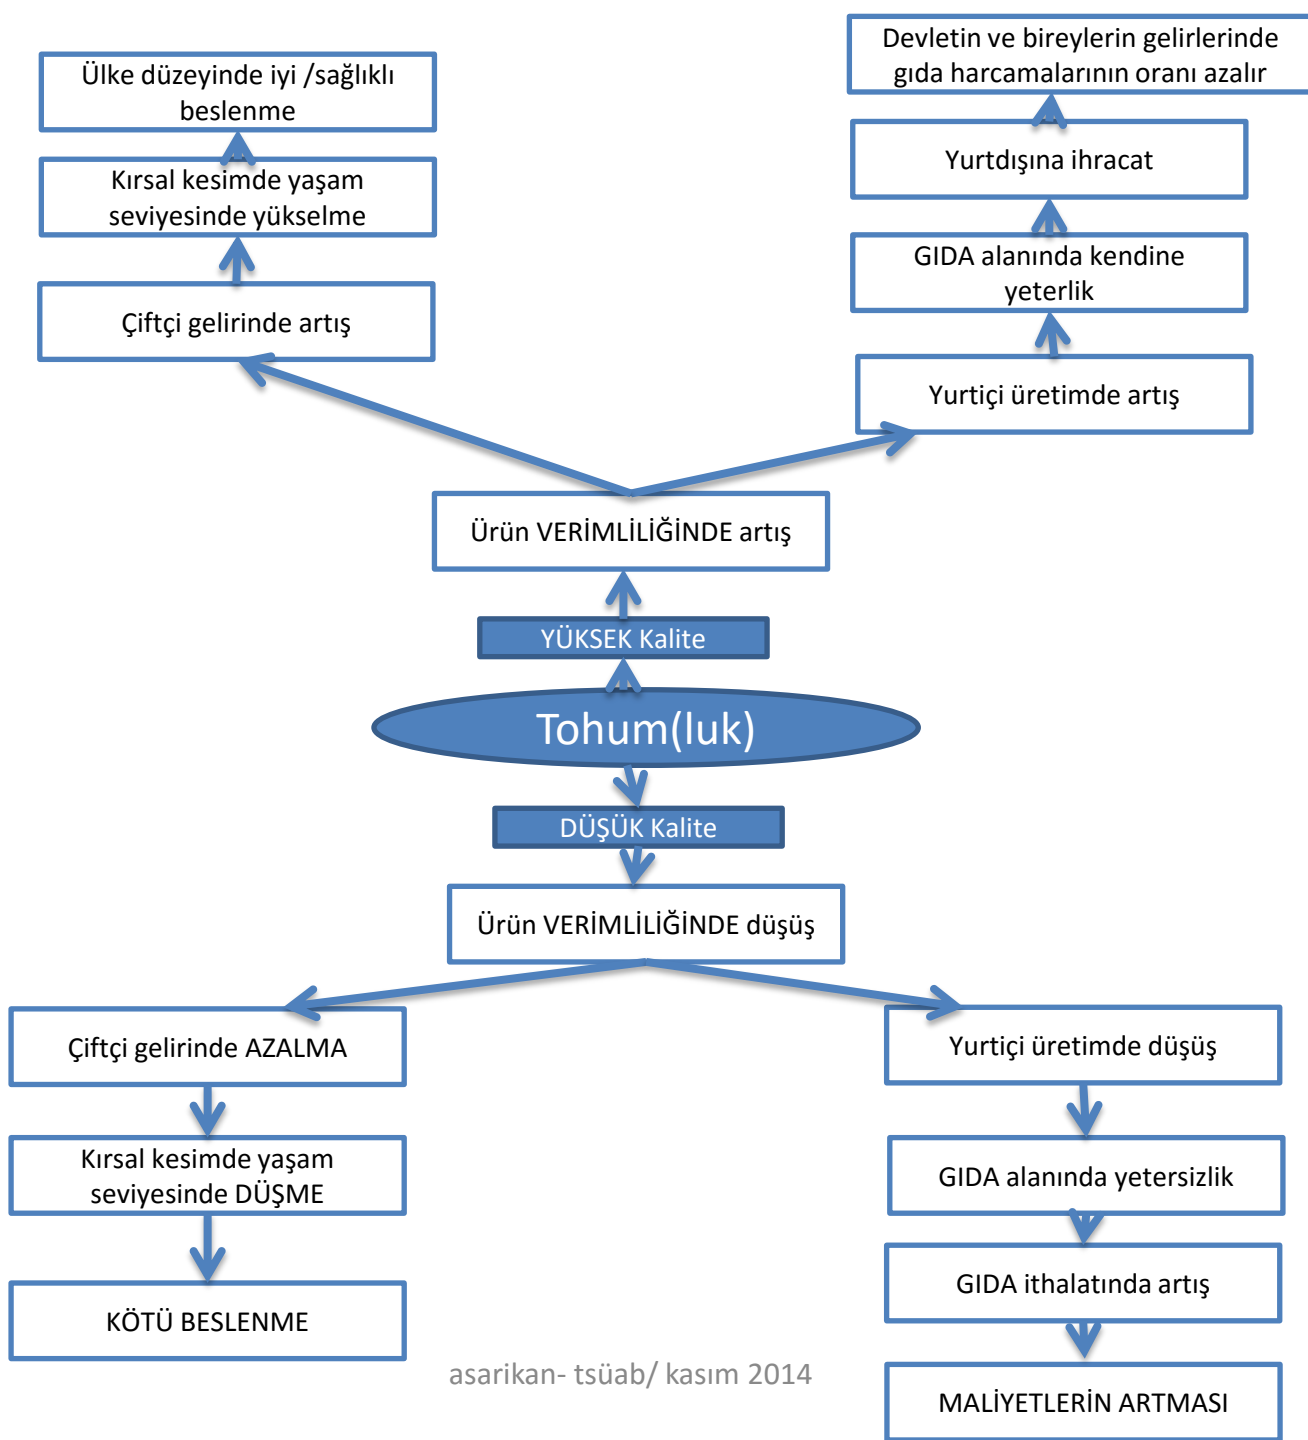 Devletin ve bireylerin gelirlerinde
gıda harcamalarının oranı azalır
Ülke düzeyinde iyi /sağlıklı
beslenme
Yurtdışına ihracat
Kırsal kesimde yaşam
seviyesinde yükselme
GIDA alanında kendine
yeterlik
Çiftçi gelirinde artış
Yurtiçi üretimde artış
Ürün VERİMLİLİĞİNDE artış
YÜKSEK Kalite
Tohum(luk)
DÜŞÜK Kalite
Ürün VERİMLİLİĞİNDE düşüş
Çiftçi gelirinde AZALMA
Yurtiçi üretimde düşüş
Kırsal kesimde yaşam
seviyesinde DÜŞME
GIDA alanında yetersizlik
GIDA ithalatında artış
KÖTÜ BESLENME
asarikan- tsüab/ kasım 2014
MALİYETLERİN ARTMASI